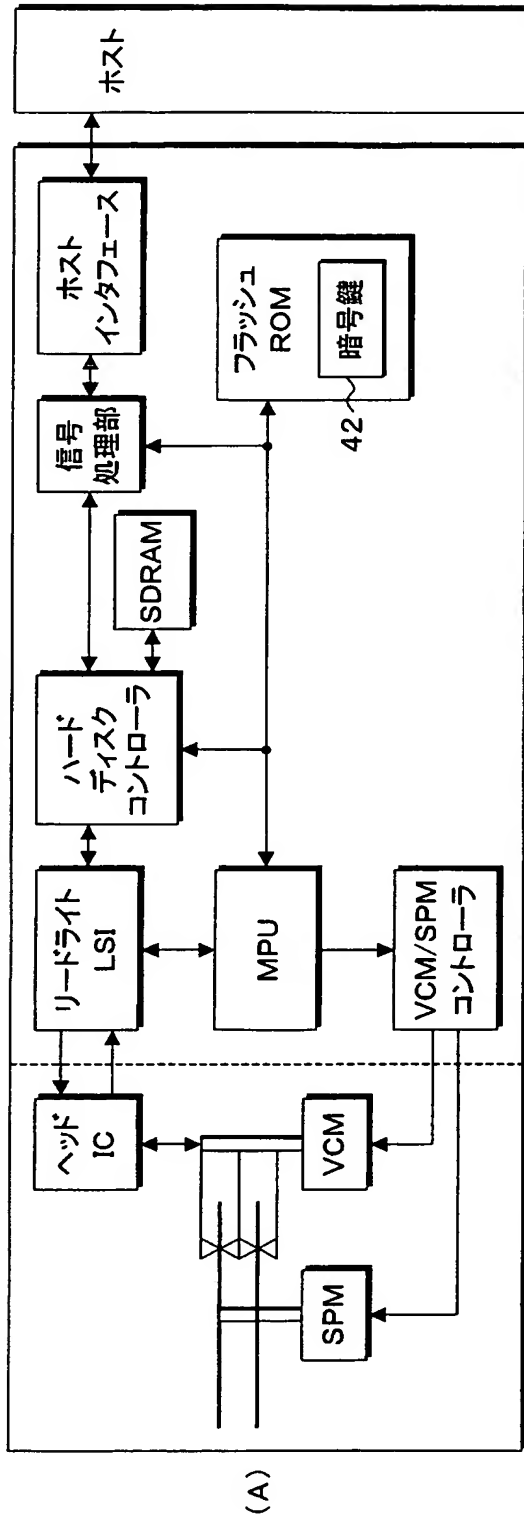 (A)
ヘッド
IC
リードライト
LSI
ハード
ディスク
コントローラ
SDRAM
信号
処理部
ホスト
インタフェース
ホスト
SPM
VCM
MPU
VCM/SPM
コントローラ
フラッシュ
ROM
暗号鍵
42